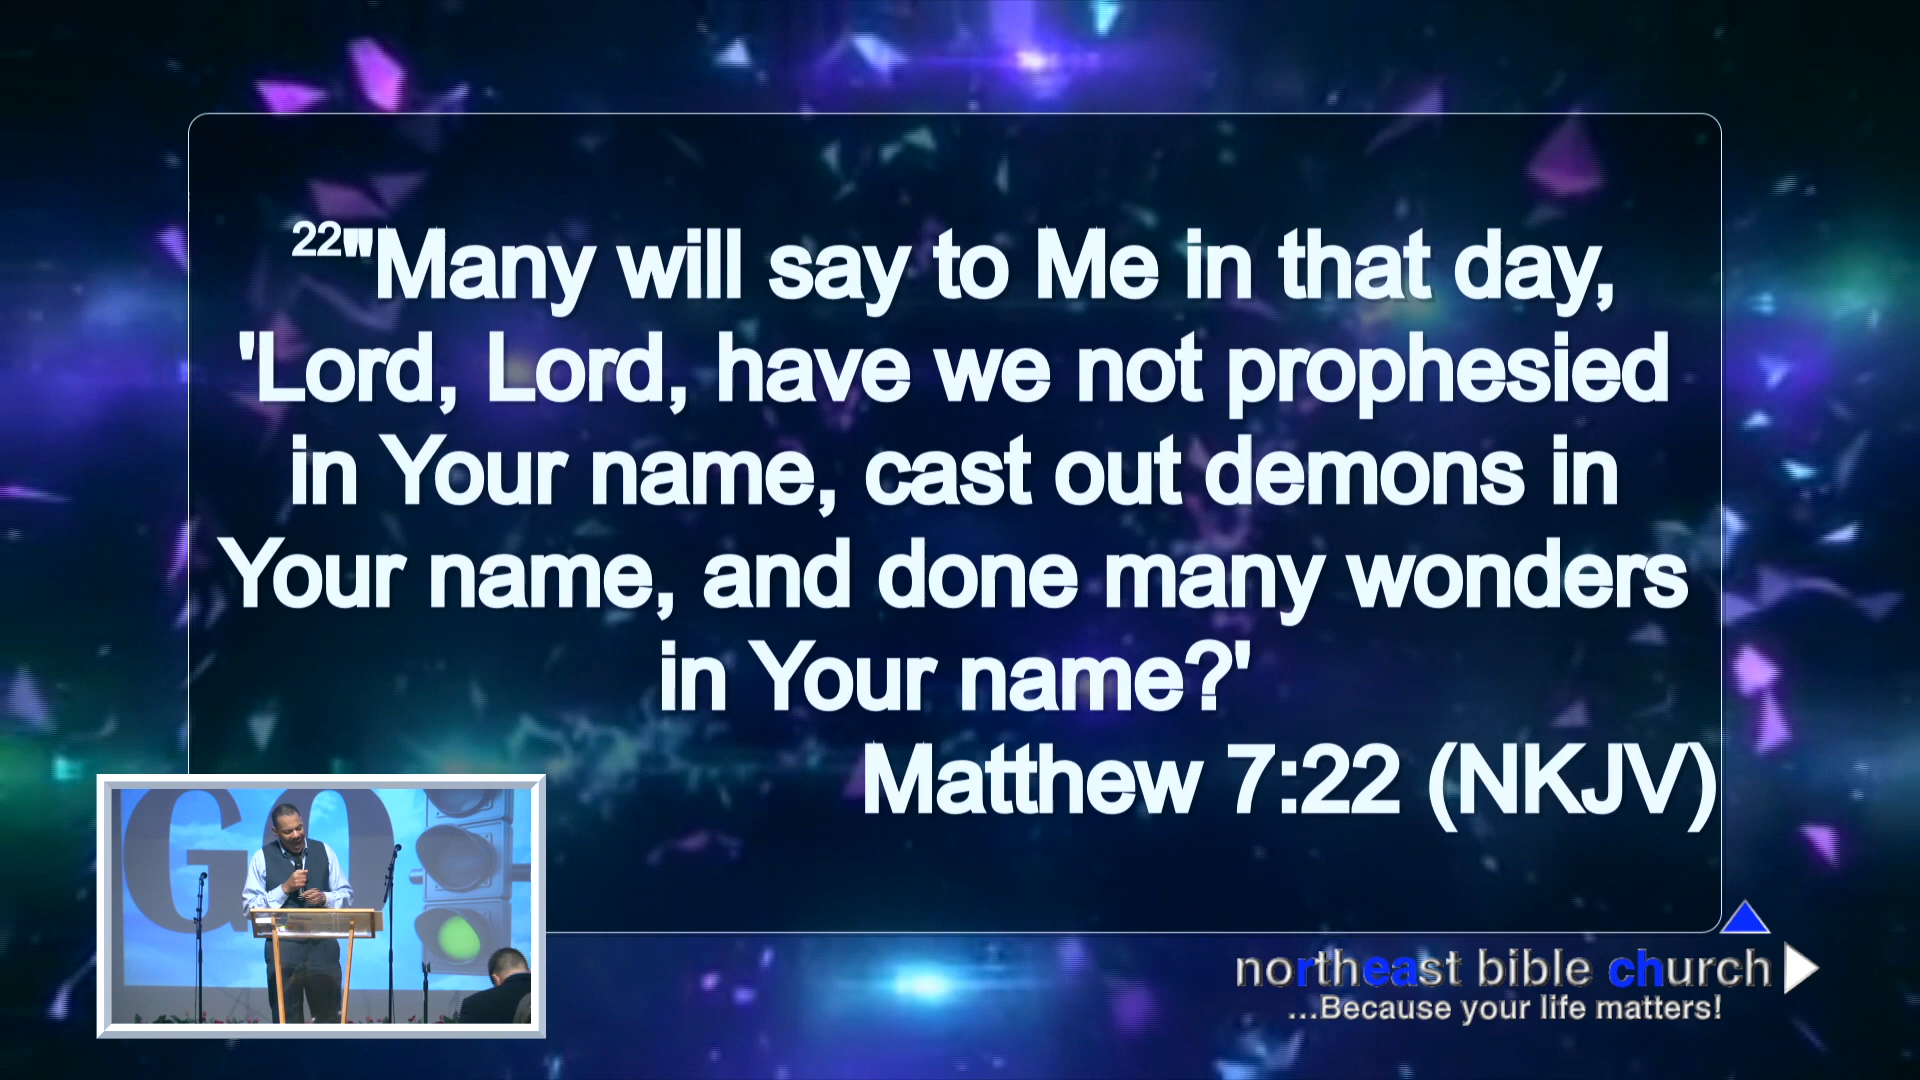 22"Many will say to Me in that day,
'Lord, Lord, have we not prophesied
in Your name, cast out demons in
Your name, and done many wonders
in Your name?'
Matthew 7:22 (NKJV)
GO
northeast bible church
...Because your life matters!